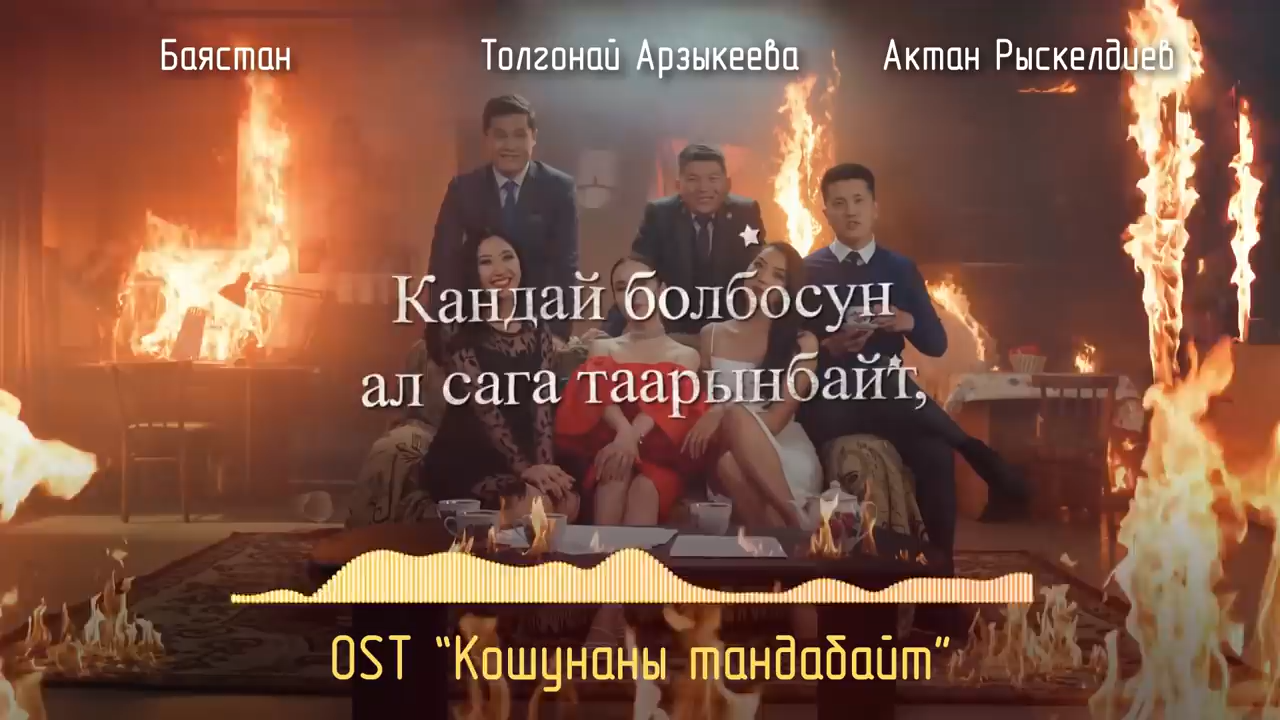 Баястан Толгонай Арзыкеева Актан Рыскелдиев
Кандай болбосун
ал сага таарынбайт,
OST “Кошунаны тандабайт”